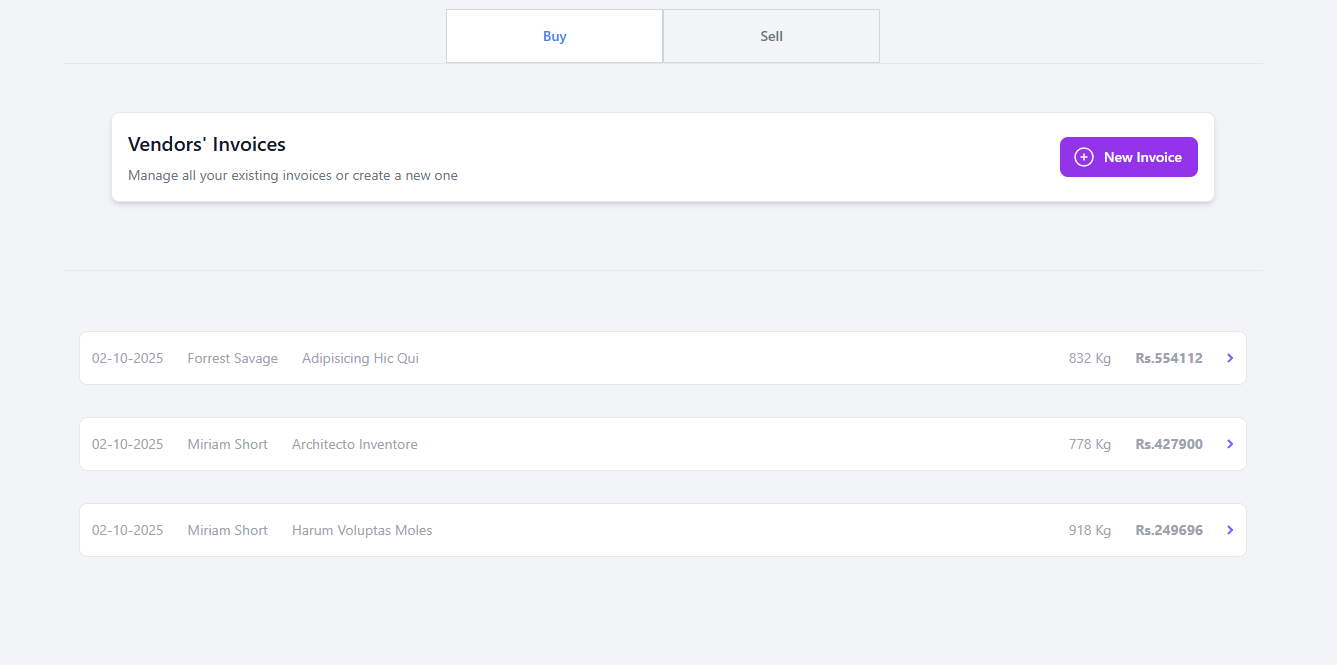 Buy Sell
Vendors' Invoices
Manage all your existing invoices or create a new one
New Invoice
02-10-2025 Forrest Savage Adipisicing Hic Qui 832 Kg Rs.554112
02-10-2025 Miriam Short Architecto Inventore 778 Kg Rs.427900
02-10-2025 Miriam Short Harum Voluptas Moles 918 Kg Rs.249696